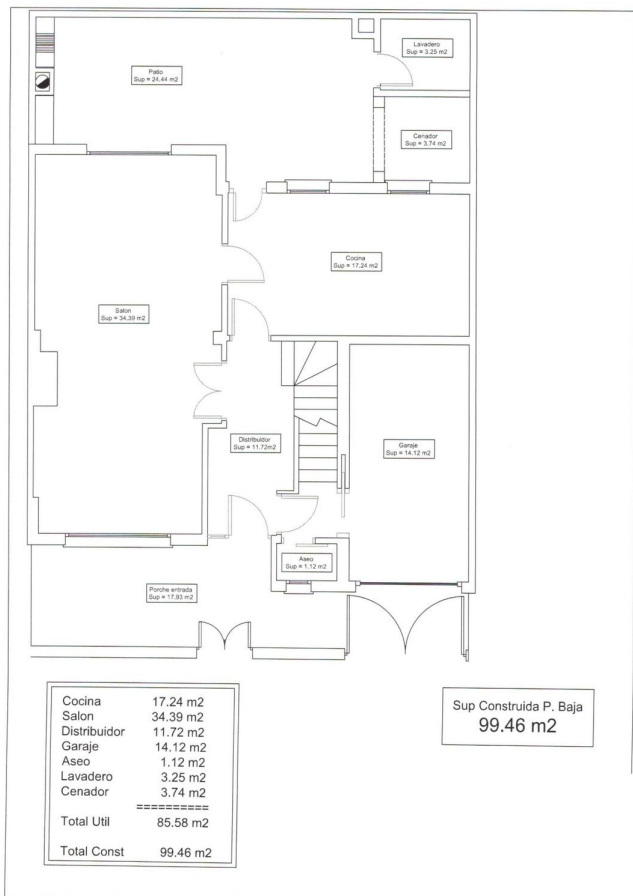 Lavadero
Sup = 3.25 m2
Patio
Sup = 24.44 m2
Cenador
Sup = 3.74 m2
Cocina
Sup = 17.24 m2
Salon
Sup = 34.39 m2
Distribuidor
Sup = 11.72m2
Garaje
Sup = 14.12 m2
Aseo
Sup = 1.12 m2
Porche entrada
Sup = 17.93 m2
Cocina 17.24 m2
Salon 34.39 m2
Distribuidor 11.72 m2
Garaje 14.12 m2
Aseo 1.12 m2
Lavadero 3.25 m2
Cenador 3.74 m2
==========
Total Util 85.58 m2
Total Const 99.46 m2
Sup Construida P. Baja
99.46 m2